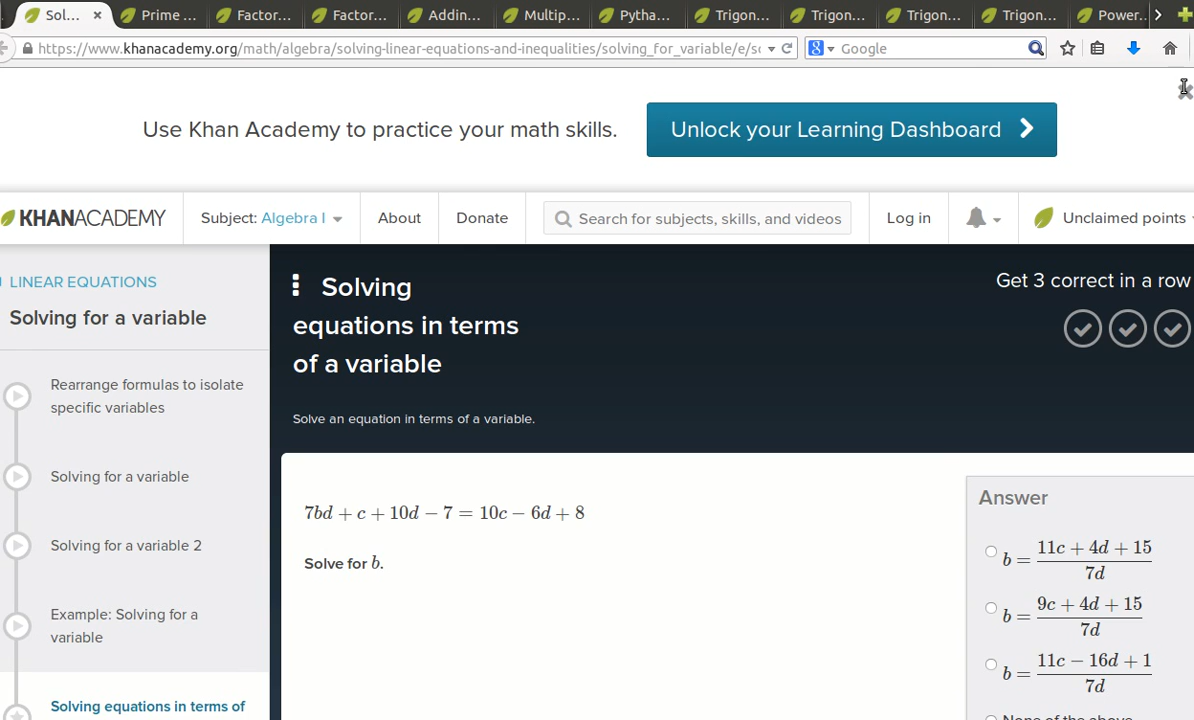 Sol...
Prime ...
Factor...
Factor...
Addin...
Multip...
Pytha...
Trigon...
Trigon...
Trigon...
Trigon...
Power..
https://www.khanacademy.org/math/algebra/solving-linear-equations-and-inequalities/solving_for_variable/e/s
Google
Use Khan Academy to practice your math skills.
Unlock your Learning Dashboard
KHANACADEMY
Subject: Algebra I
About
Donate
Search for subjects, skills, and videos
Log in
Unclaimed points
LINEAR EQUATIONS
Solving for a variable
Rearrange formulas to isolate
specific variables
Solving for a variable
Solving for a variable 2
Example: Solving for a
variable
Solving equations in terms of
Solving
equations in terms
of a variable
Solve an equation in terms of a variable.
Get 3 correct in a row
7bd + c + 10d − 7 = 10c − 6d + 8
Solve for b.
Answer
b = (11c + 4d + 15)/(7d)
b = (9c + 4d + 15)/(7d)
b = (11c − 16d + 1)/(7d)
None of the above